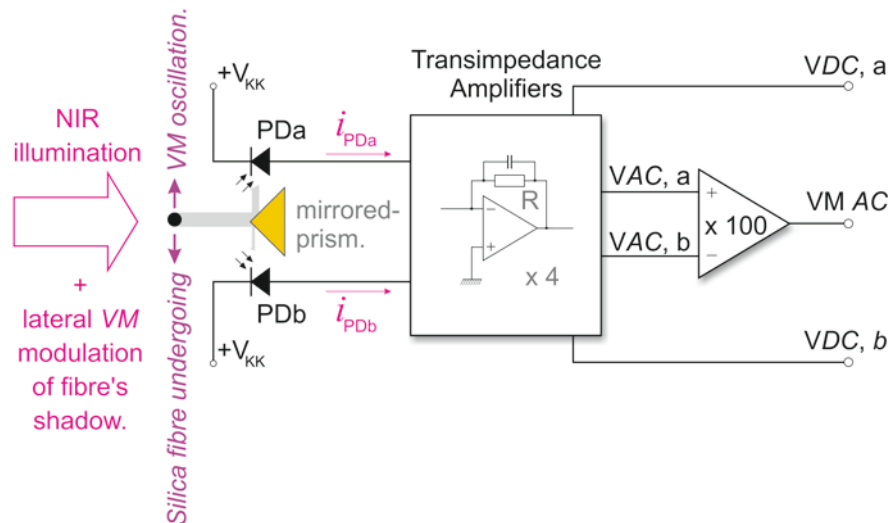 NIR
illumination
+
lateral VM
modulation
of fibre's
shadow.
Silica fibre undergoing VM oscillation.
+VKK
PDa
iPDa
mirrored-
prism.
PDb
iPDb
+VKK
Transimpedance
Amplifiers
R
−
+
x 4
VDC, a
VAC, a
VAC, b
+
x 100
−
VM AC
VDC, b